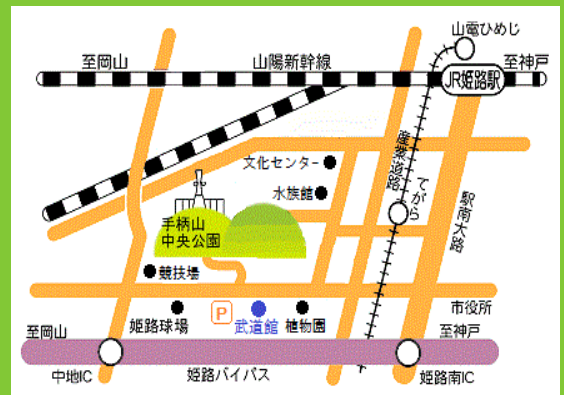 山電ひめじ
至岡山
山陽新幹線
至神戸
JR姫路駅
文化センター
産業道路
水族館
てがら
駅南大路
手柄山
中央公園
競技場
市役所
姫路球場
P
武道館
植物園
至岡山
至神戸
中地IC
姫路バイパス
姫路南IC